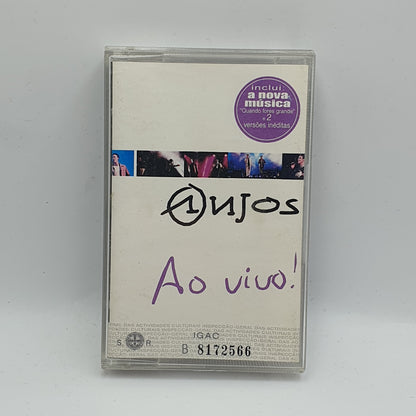 inclui:
a nova
música
"Quando fores grande"
+ 2
versões inéditas
Anjos
Ao vivo!
IGAC
S R
B 8172566